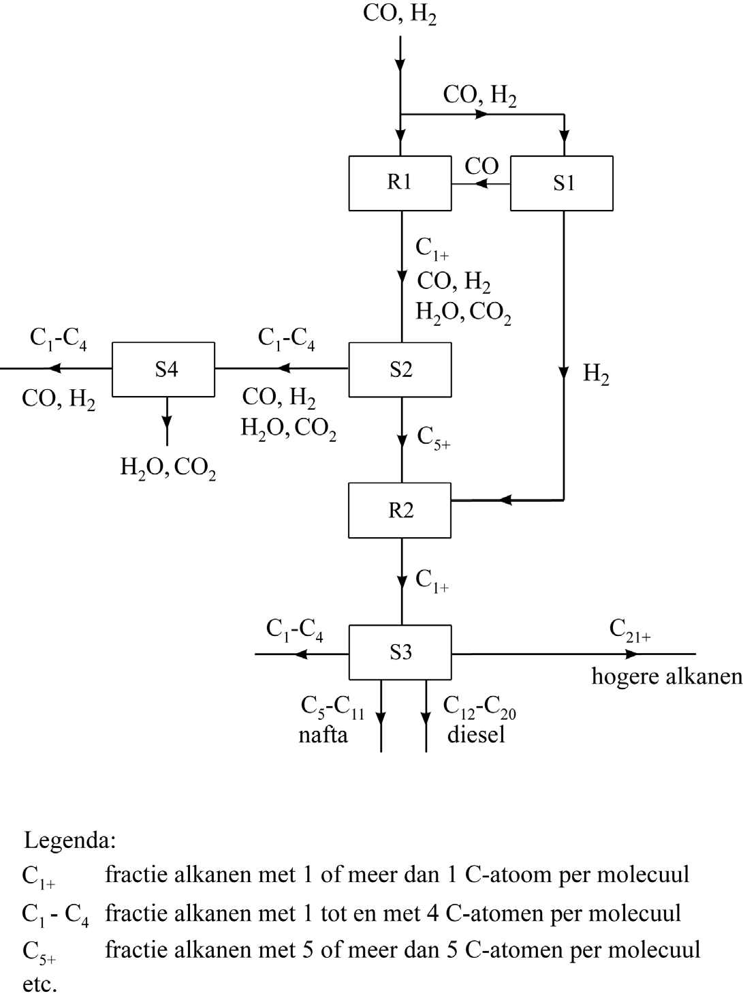 CO, H₂
CO, H₂
R1
CO
S1
C₁₊
CO, H₂
H₂O, CO₂
C₁-C₄
CO, H₂
S4
C₁-C₄
CO, H₂
H₂O, CO₂
S2
H₂
H₂O, CO₂
C₅₊
R2
C₁₊
C₁-C₄
S3
C₂₁₊
hogere alkanen
C₅-C₁₁
nafta
C₁₂-C₂₀
diesel
Legenda:
C₁₊ fractie alkanen met 1 of meer dan 1 C-atoom per molecuul
C₁ - C₄ fractie alkanen met 1 tot en met 4 C-atomen per molecuul
C₅₊ fractie alkanen met 5 of meer dan 5 C-atomen per molecuul
etc.